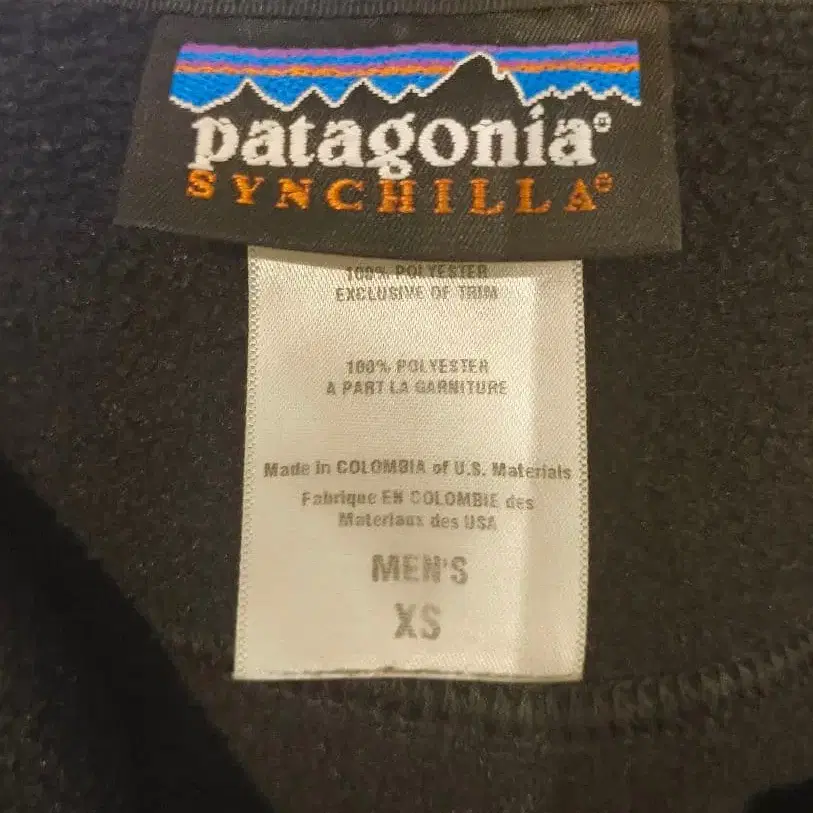 patagonia®
SYNCHILLA®
100% POLYESTER
EXCLUSIVE OF TRIM
100% POLYESTER
A PART LA GARNITURE
Made in COLOMBIA of U.S. Materials
Fabrique EN COLOMBIE des
Materiaux des USA
MEN'S
XS